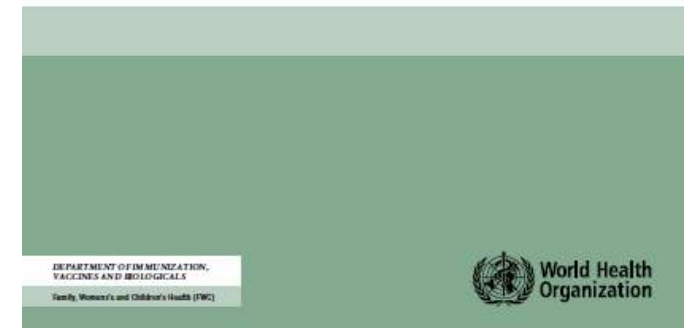 DEPARTMENT OF IMMUNIZATION,
VACCINES AND BIOLOGICALS
Family, Women's and Children's Health (FWC)
World Health
Organization